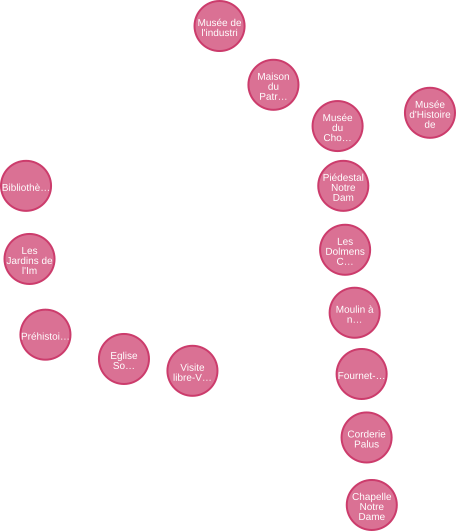 Musée de
l'industri
Maison
du
Patr…
Musée
du
Cho…
Musée
d'Histoire
de
Bibliothè…
Piédestal
Notre
Dam
Les
Jardins de
l'Im
Les
Dolmens
C…
Moulin à
n…
Préhistoi…
Eglise
So…
Visite
libre-V…
Fournet-…
Corderie
Palus
Chapelle
Notre
Dame